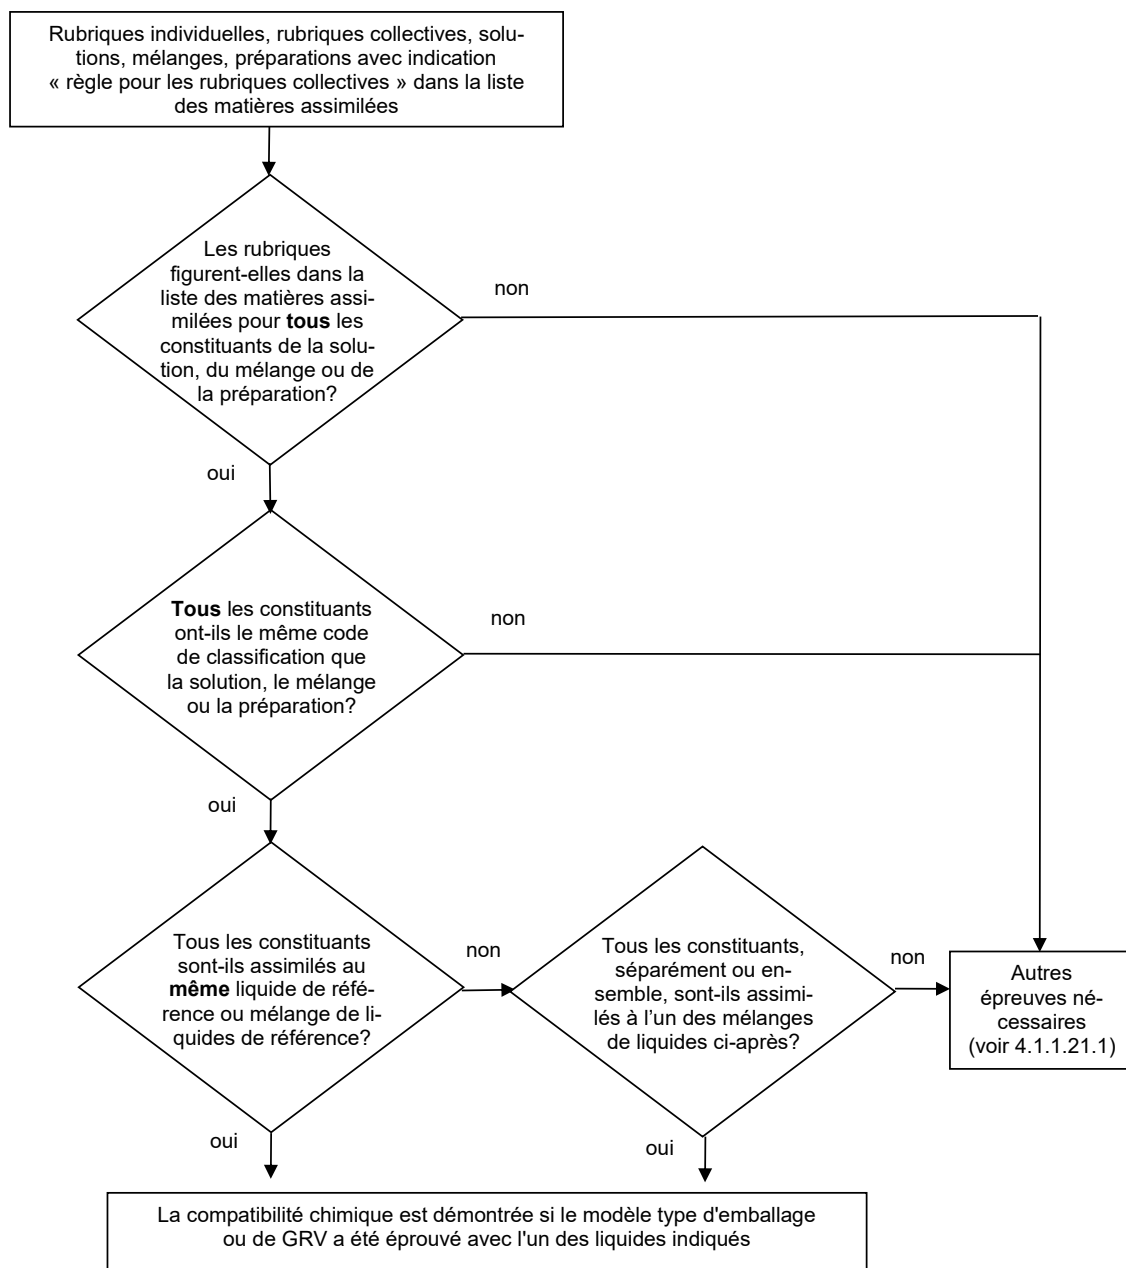 Rubriques individuelles, rubriques collectives, solu-
tions, mélanges, préparations avec indication
« règle pour les rubriques collectives » dans la liste
des matières assimilées
Les rubriques
figurent-elles dans la
liste des matières assi-
milées pour tous les
constituants de la solu-
tion, du mélange ou de
la préparation?
non
oui
Tous les constituants
ont-ils le même code
de classification que
la solution, le mélange
ou la préparation?
non
oui
Tous les constituants
sont-ils assimilés au
même liquide de réfé-
rence ou mélange de li-
quides de référence?
non
Tous les constituants,
séparément ou en-
semble, sont-ils assimi-
lés à l’un des mélanges
de liquides ci-après?
non
Autres
épreuves né-
cessaires
(voir 4.1.1.21.1)
oui
oui
La compatibilité chimique est démontrée si le modèle type d'emballage
ou de GRV a été éprouvé avec l'un des liquides indiqués